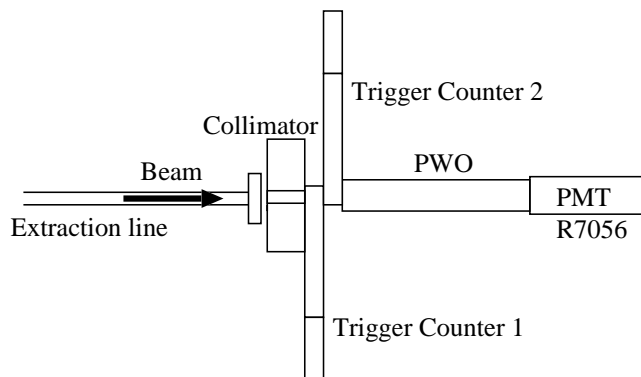 Trigger Counter 2
Collimator
Beam
PWO
PMT
Extraction line
R7056
Trigger Counter 1